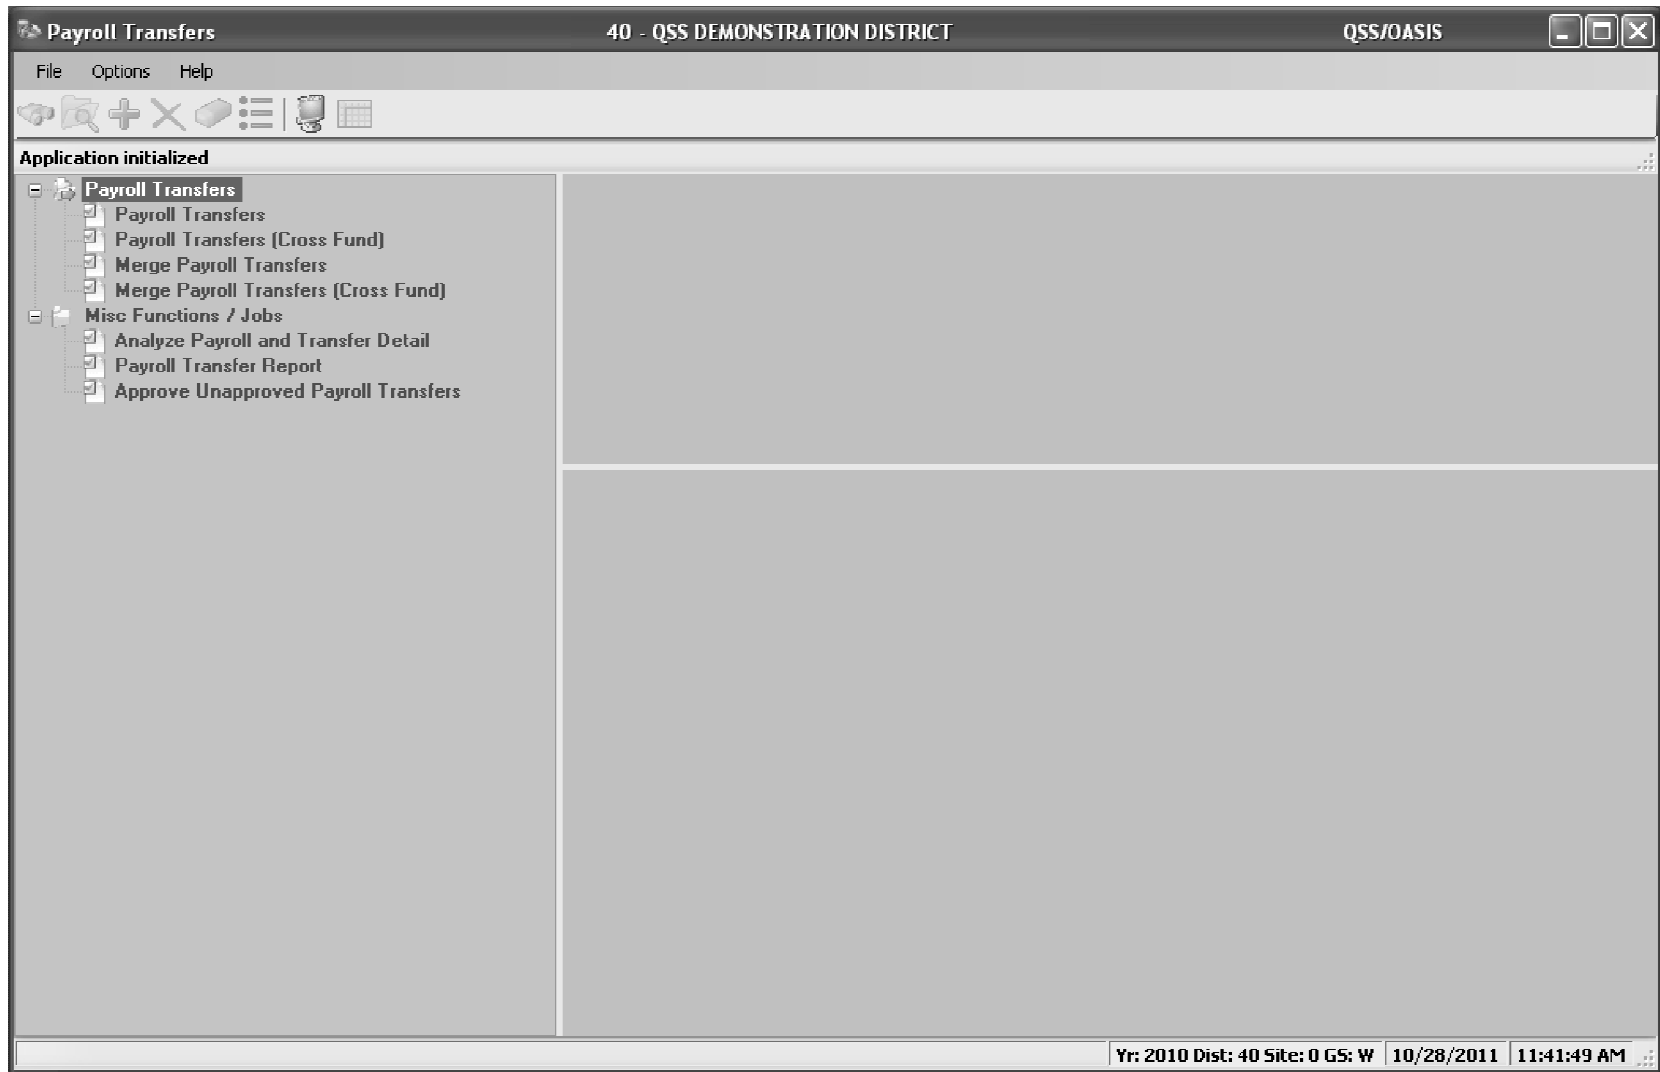 Payroll Transfers 40 - QSS DEMONSTRATION DISTRICT QSS/OASIS
File Options Help
Application initialized
Payroll Transfers
Payroll Transfers
Payroll Transfers (Cross Fund)
Merge Payroll Transfers
Merge Payroll Transfers (Cross Fund)
Misc Functions / Jobs
Analyze Payroll and Transfer Detail
Payroll Transfer Report
Approve Unapproved Payroll Transfers
Yr: 2010 Dist: 40 Site: 0 GS: W 10/28/2011 11:41:49 AM